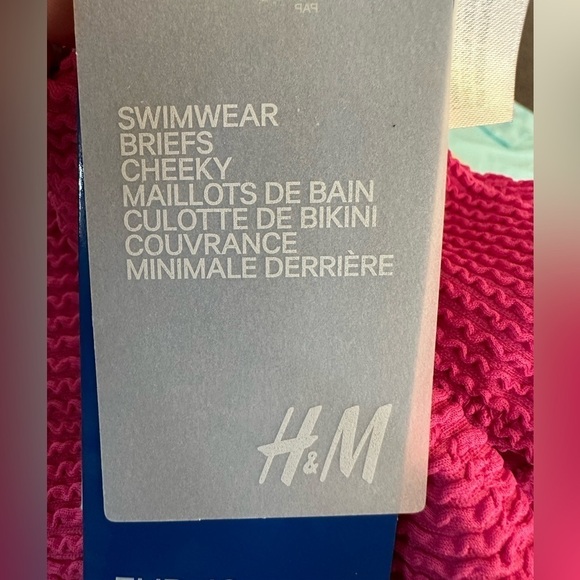 SWIMWEAR
BRIEFS
CHEEKY
MAILLOTS DE BAIN
CULOTTE DE BIKINI
COUVRANCE
MINIMALE DERRIÈRE
H&M